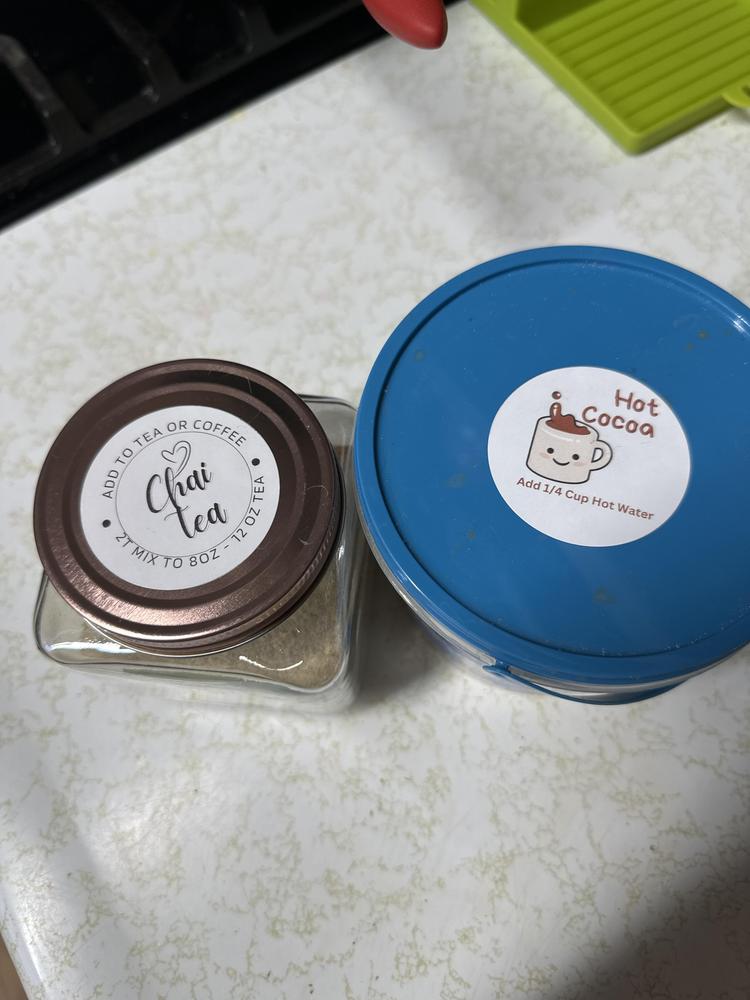 ADD TO TEA OR COFFEE
Chai
tea
2T MIX TO 8OZ - 12 OZ TEA
Hot
Cocoa
Add 1/4 Cup Hot Water